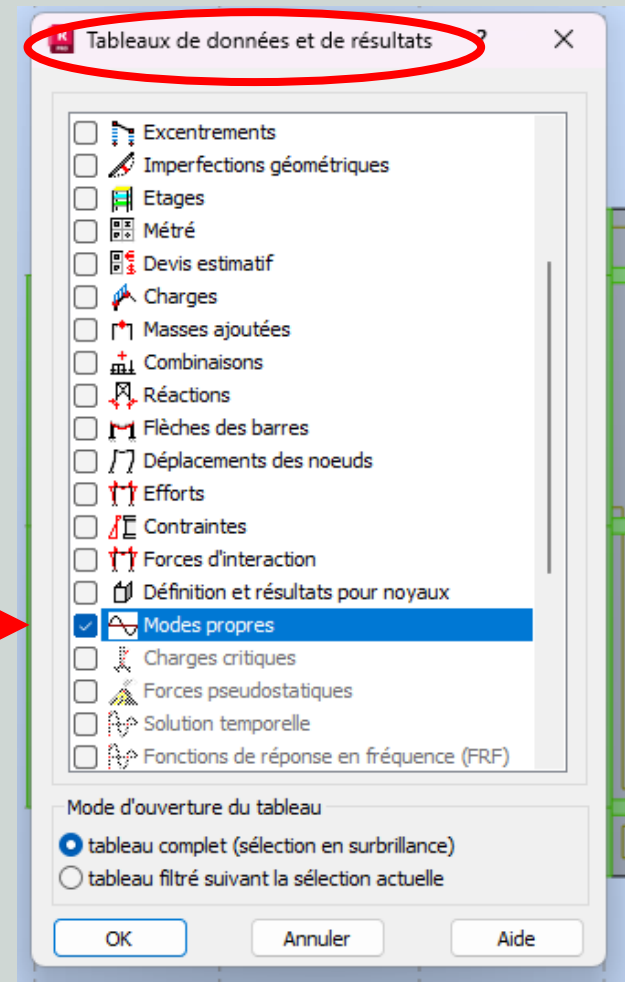 Tableaux de données et de résultats
Excentrements
Imperfections géométriques
Etages
Métré
Devis estimatif
Charges
Masses ajoutées
Combinaisons
Réactions
Flèches des barres
Déplacements des noeuds
Efforts
Contraintes
Forces d'interaction
Définition et résultats pour noyaux
Modes propres
Charges critiques
Forces pseudostatiques
Solution temporelle
Fonctions de réponse en fréquence (FRF)
Mode d'ouverture du tableau
tableau complet (sélection en surbrillance)
tableau filtré suivant la sélection actuelle
OK Annuler Aide